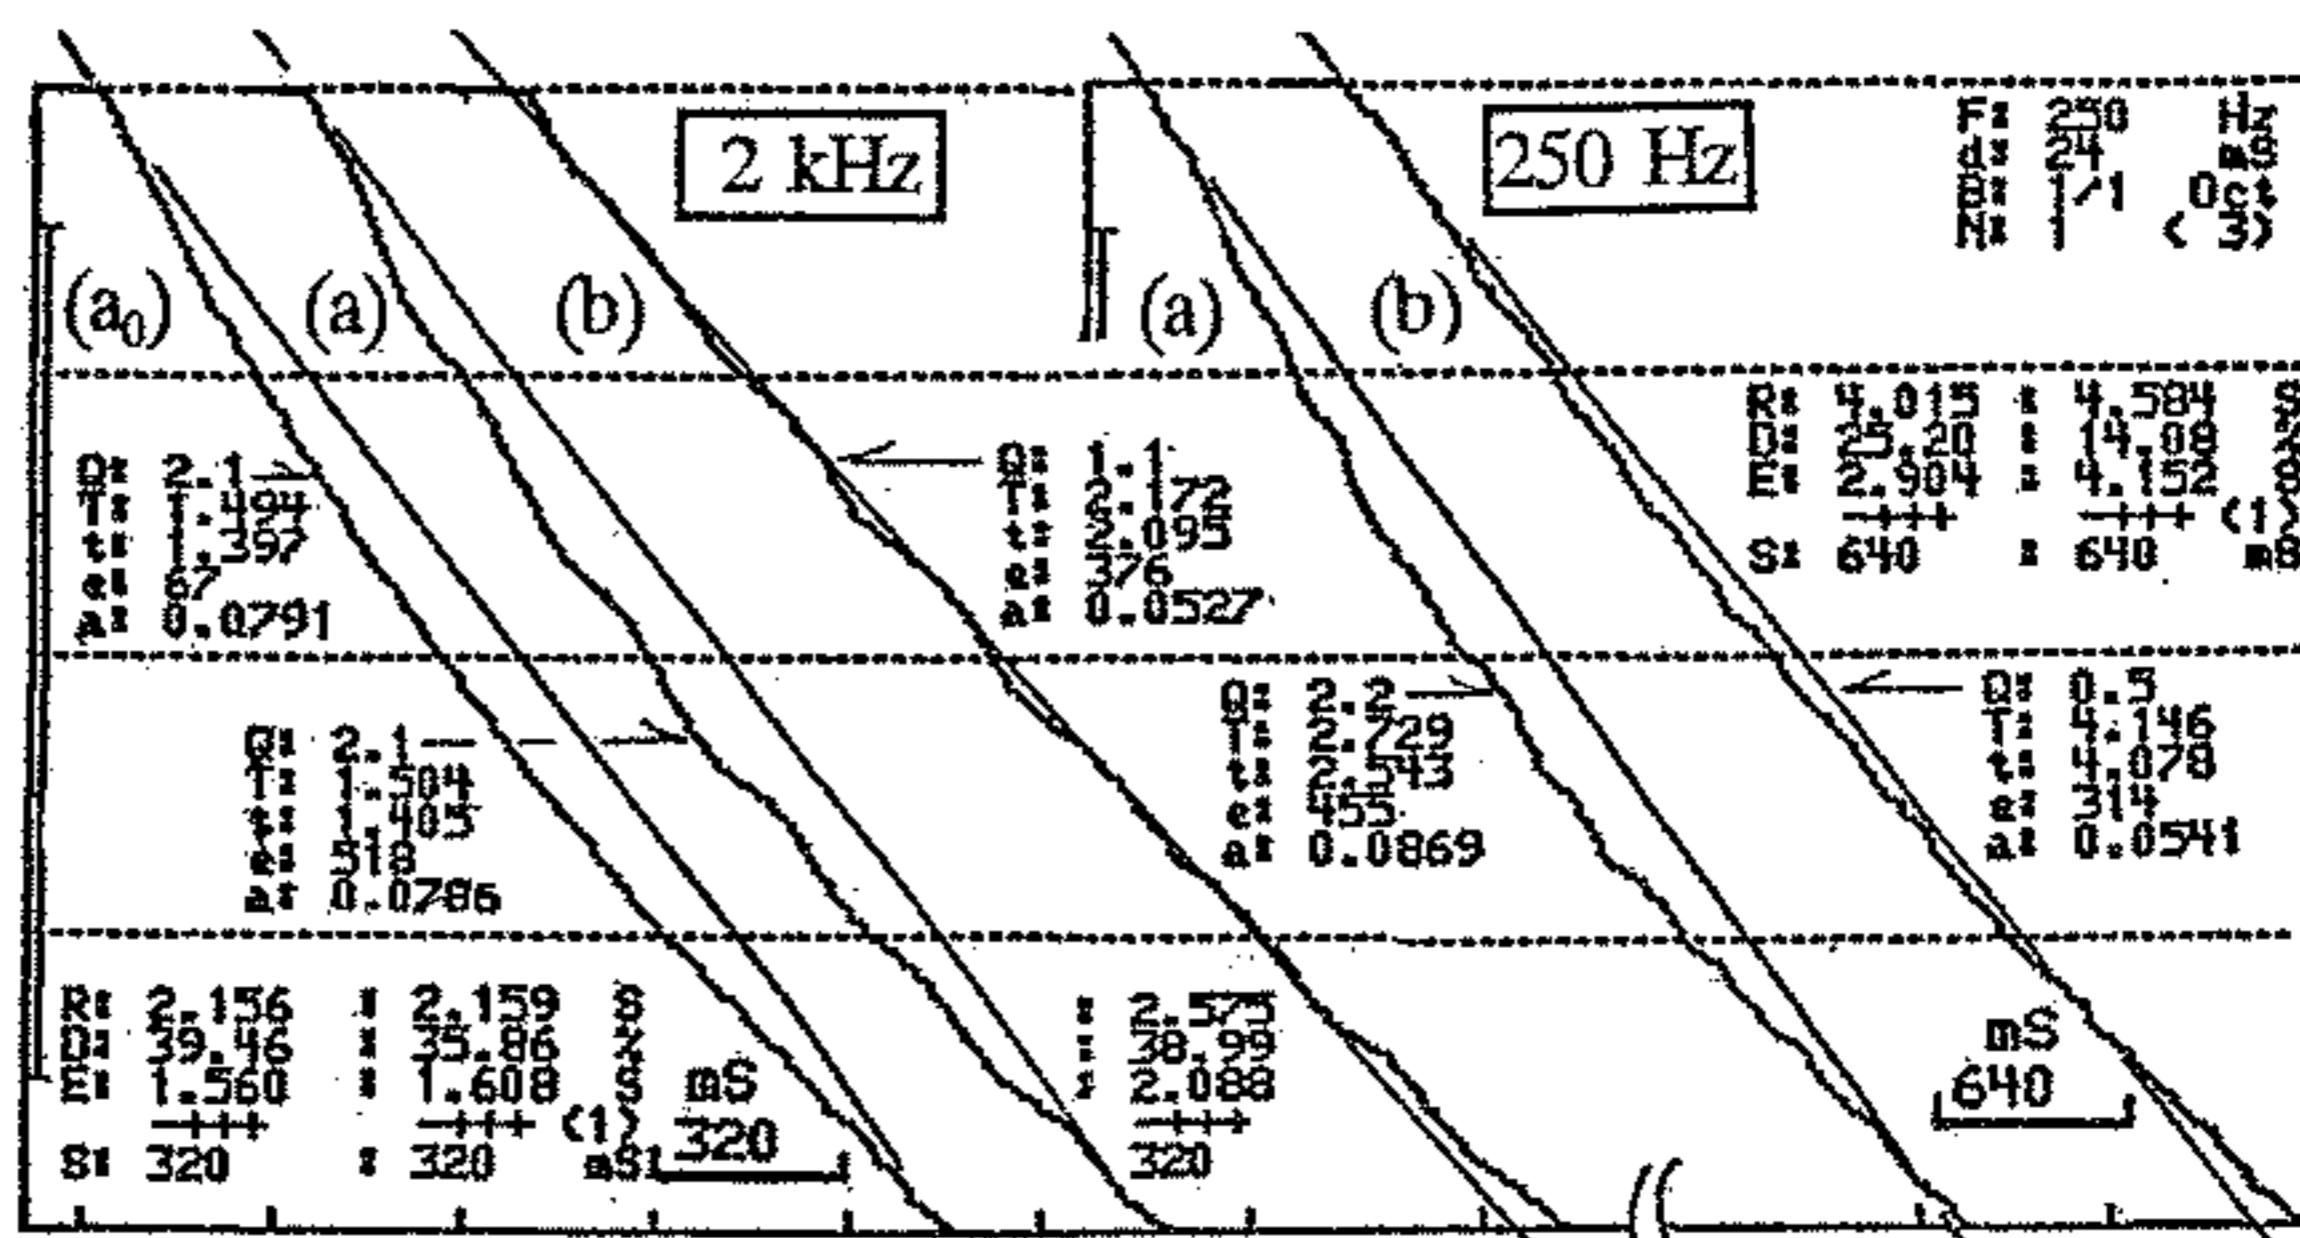 2 kHz
250 Hz
F: 250 Hz
d: 24 mS
B: 1/1 Oct
N: 1 ( 3)
(a₀)
(a)
(b)
(a)
(b)
R: 4.015 : 4.584 S
D: 25.20 : 14.08
E: 2.904 : 4.152
(1/
S: 640 : 640 mS
Q: 2.1
T: 1.494
t: 1.397
e: 67
A: 0.0791
Q: 1.1
T: 2.172
t: 2.095
e: 376
A: 0.0527
Q: 2.1
T: 1.504
t: 1.405
e: 518
A: 0.0786
Q: 2.2
T: 2.729
t: 2.543
e: 455
A: 0.0869
Q: 0.5
T: 4.146
t: 4.078
e: 314
A: 0.0541
R: 2.156 : 2.159 S
D: 39.46 : 35.86
E: 1.560 : 1.608 S
(1/
S: 320 : 320 mS
mS
320
: 2.575
: 38.99
: 2.088
320
mS
640